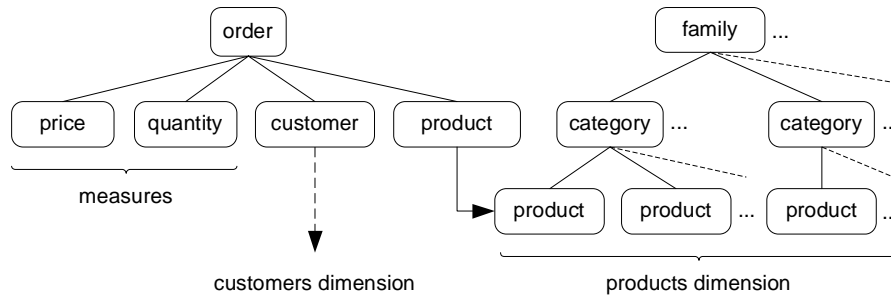 order
family ...
price quantity customer product
category ... category ..
measures
product product ... product ..
customers dimension products dimension